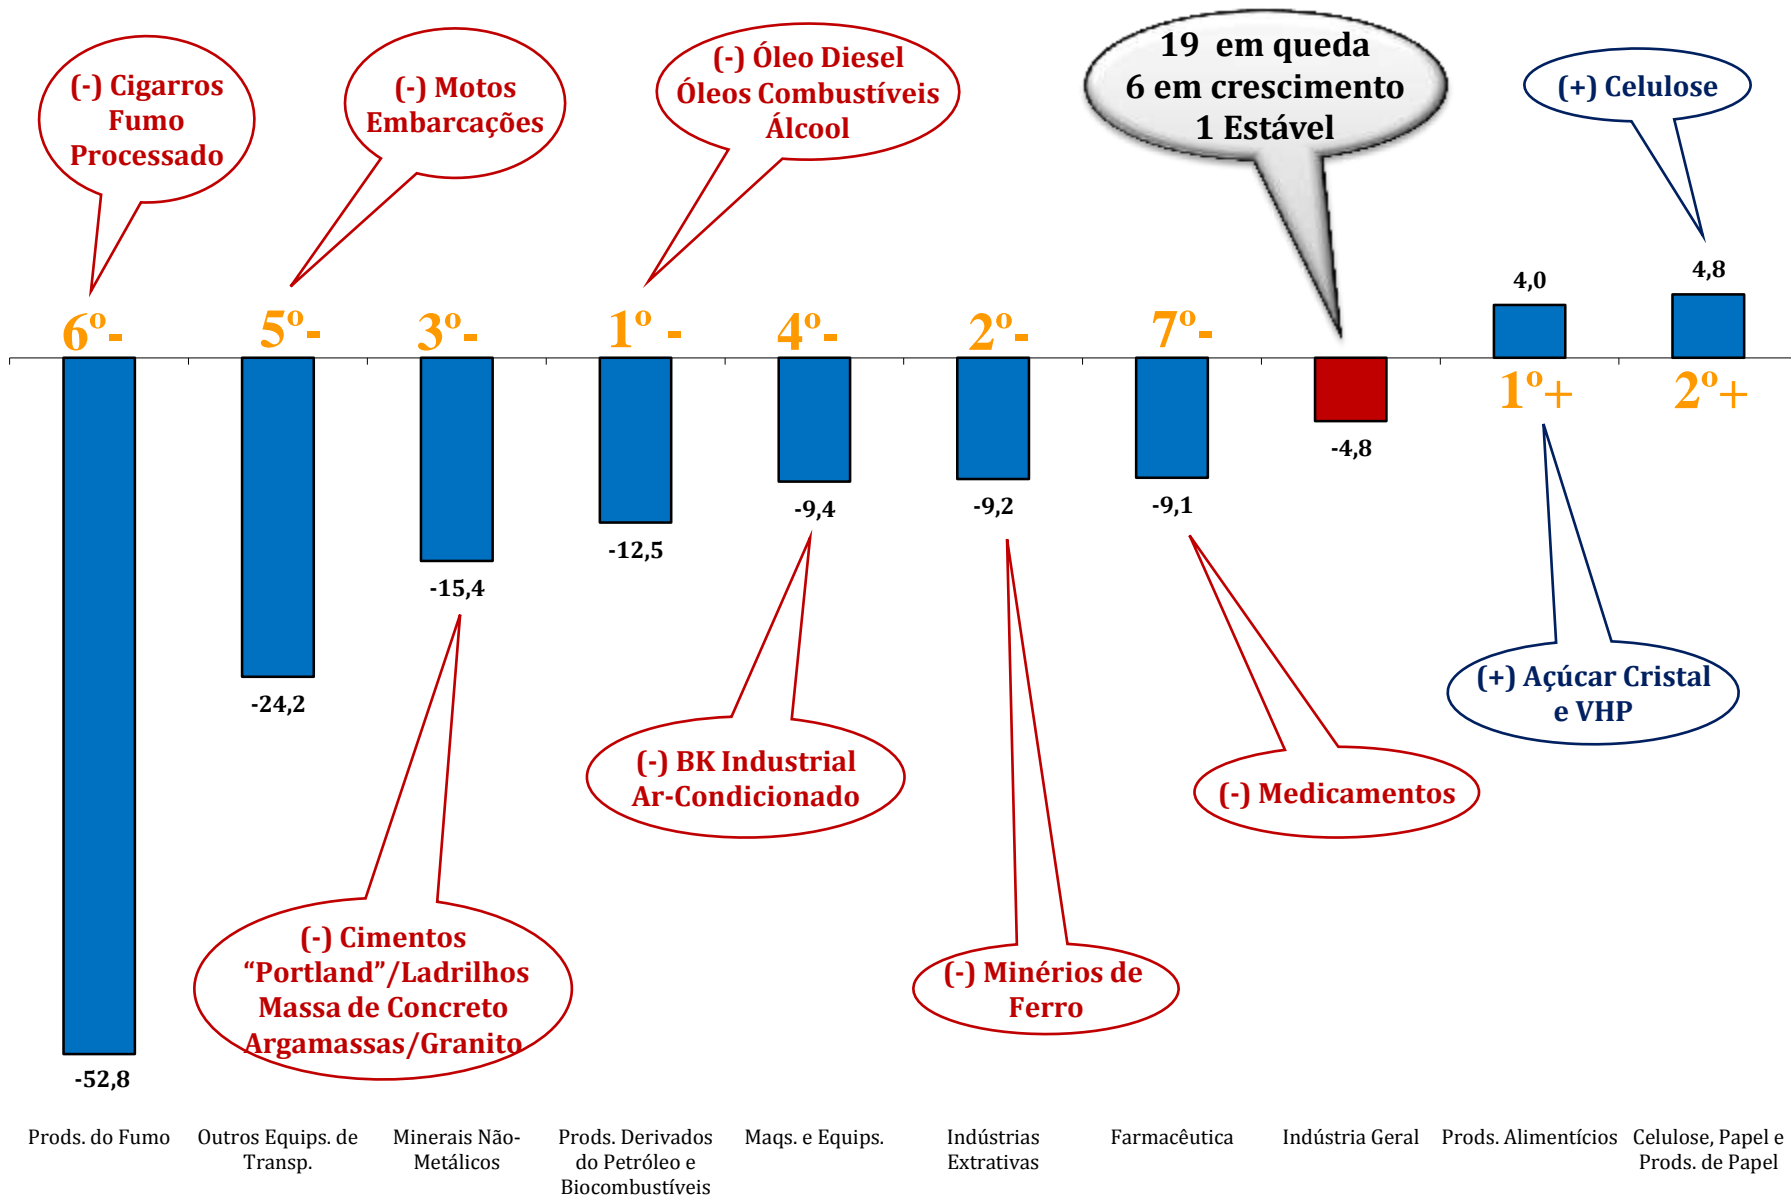 (-) Cigarros
Fumo
Processado
(-) Motos
Embarcações
(-) Óleo Diesel
Óleos Combustíveis
Álcool
19 em queda
6 em crescimento
1 Estável
(+) Celulose
4,0
4,8
6º-
5º-
3º-
1º -
4º-
2º-
7º-
1º+
2º+
-4,8
-9,4
-9,2
-9,1
-12,5
-15,4
-24,2
-52,8
(+) Açúcar Cristal
e VHP
(-) BK Industrial
Ar-Condicionado
(-) Medicamentos
(-) Cimentos
“Portland”/Ladrilhos
Massa de Concreto
Argamassas/Granito
(-) Minérios de
Ferro
Prods. do Fumo
Outros Equips. de
Transp.
Minerais Não-
Metálicos
Prods. Derivados
do Petróleo e
Biocombustíveis
Maqs. e Equips.
Indústrias
Extrativas
Farmacêutica
Indústria Geral
Prods. Alimentícios
Celulose, Papel e
Prods. de Papel